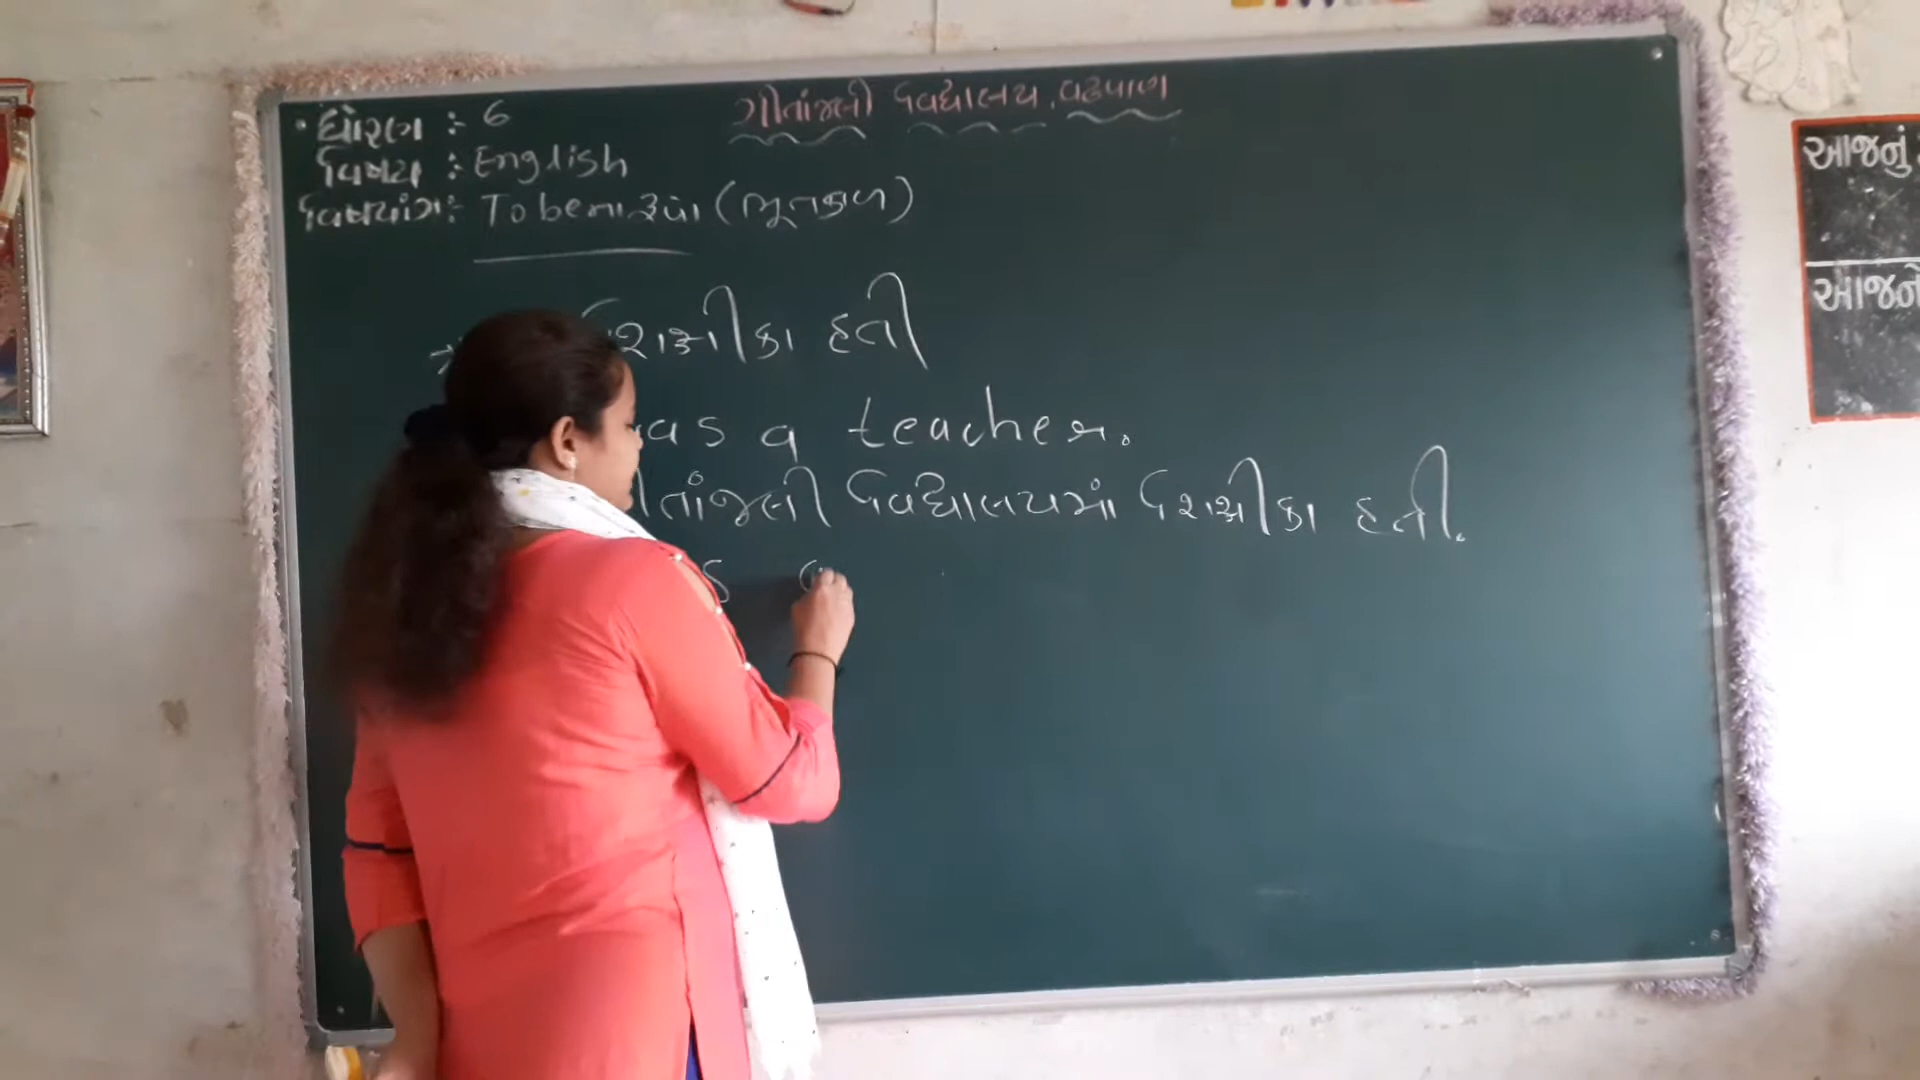 ગીતાંજલી વિદ્યાલય, વઢવાણ
ધોરણ :- 6
વિષય :- English
વિષયાંગ :- To be ના રૂપો (ભૂતકાળ)
શિક્ષીકા હતી
was a teacher.
ગીતાંજલી વિદ્યાલયમાં શિક્ષીકા હતી.
આજનું
આજનો